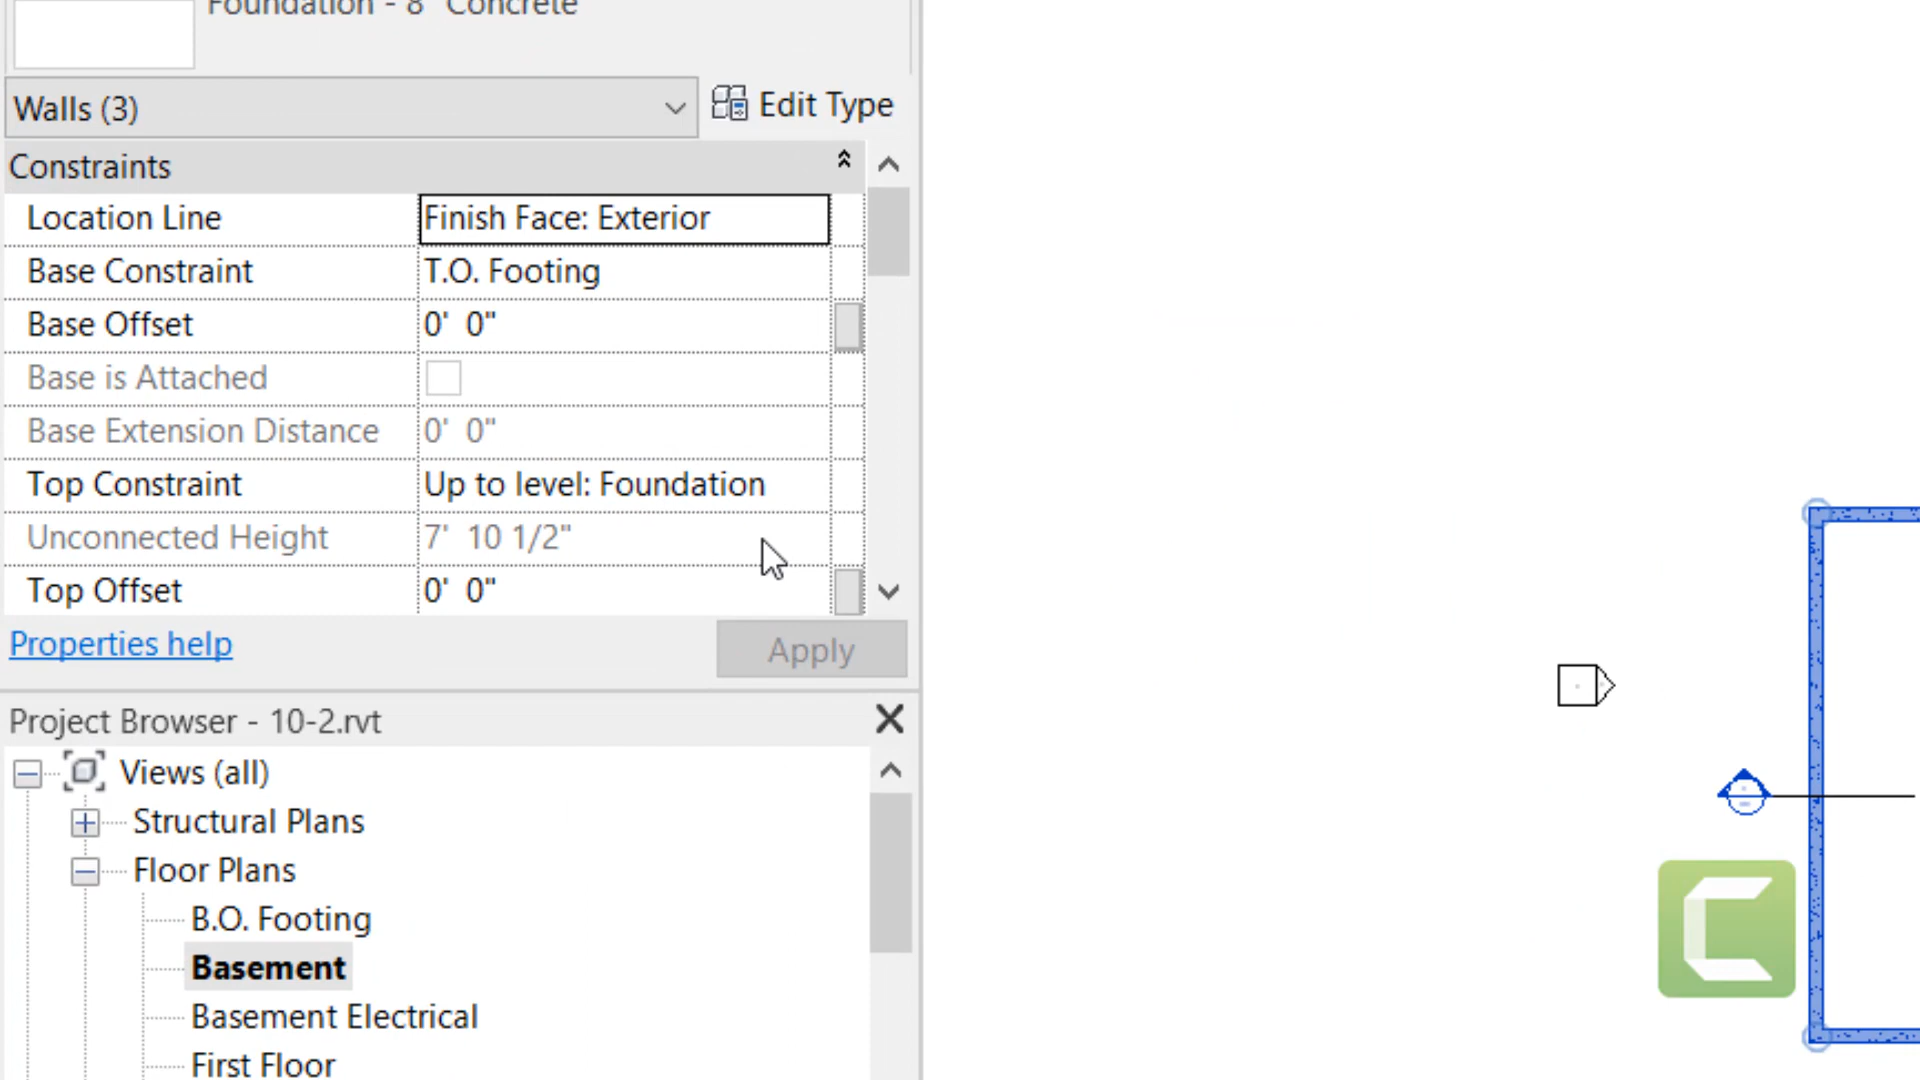 Foundation - 8" Concrete
Walls (3)
Edit Type
Constraints
Location Line Finish Face: Exterior
Base Constraint T.O. Footing
Base Offset 0' 0"
Base is Attached
Base Extension Distance 0' 0"
Top Constraint Up to level: Foundation
Unconnected Height 7' 10 1/2"
Top Offset 0' 0"
Properties help
Apply
Project Browser - 10-2.rvt
Views (all)
Structural Plans
Floor Plans
B.O. Footing
Basement
Basement Electrical
First Floor